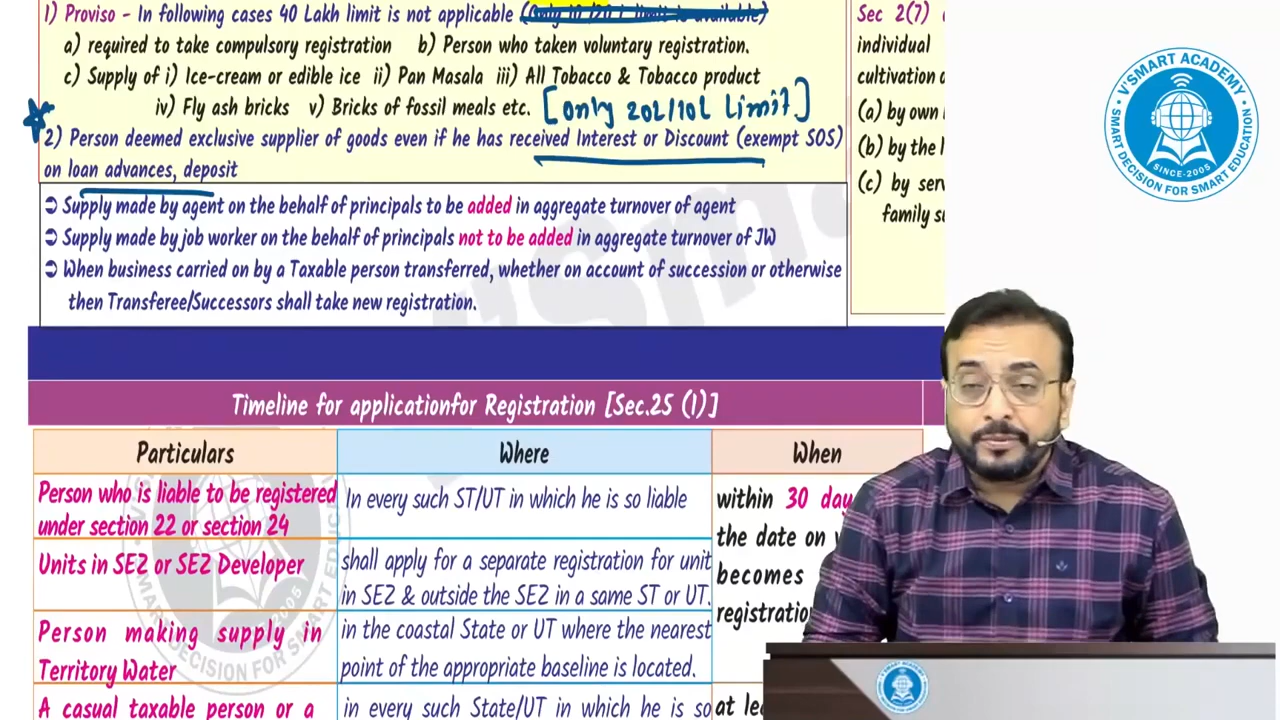 1) Proviso - In following cases 40 Lakh limit is not applicable (Only 10/20 L limit is available)
a) required to take compulsory registration b) Person who taken voluntary registration.
c) Supply of i) Ice-cream or edible ice ii) Pan Masala iii) All Tobacco & Tobacco product
iv) Fly ash bricks v) Bricks of fossil meals etc. [only 20L/10L limit]
2) Person deemed exclusive supplier of goods even if he has received Interest or Discount (exempt SOS)
on loan advances, deposit
➲ Supply made by agent on the behalf of principals to be added in aggregate turnover of agent
➲ Supply made by job worker on the behalf of principals not to be added in aggregate turnover of JW
➲ When business carried on by a Taxable person transferred, whether on account of succession or otherwise
then Transferee/Successors shall take new registration.
Sec 2(7)
individual
cultivation
(a) by own
(b) by the
(c) by
family
V'SMART ACADEMY
SINCE-2005
SMART DECISION FOR SMART EDUCATION
Timeline for applicationfor Registration [Sec.25 (1)]
Particulars Where When
Person who is liable to be registered
under section 22 or section 24
In every such ST/UT in which he is so liable
within 30
the date on
becomes
Units in SEZ or SEZ Developer
shall apply for a separate registration for unit
in SEZ & outside the SEZ in a same ST or UT.
Person making supply in
Territory Water
in the coastal State or UT where the nearest
point of the appropriate baseline is located.
A casual taxable person or a
in every such State/UT in which he is so
at